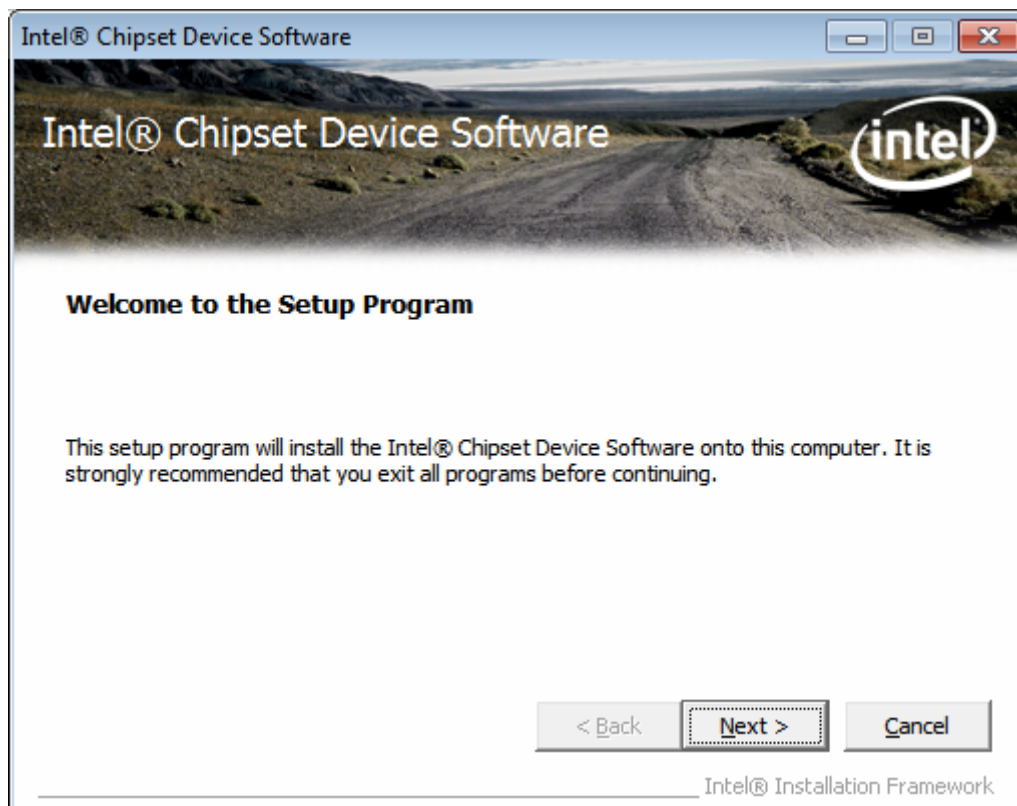 Intel® Chipset Device Software
Intel® Chipset Device Software
intel®
Welcome to the Setup Program
This setup program will install the Intel® Chipset Device Software onto this computer. It is
strongly recommended that you exit all programs before continuing.
< Back
Next >
Cancel
Intel® Installation Framework